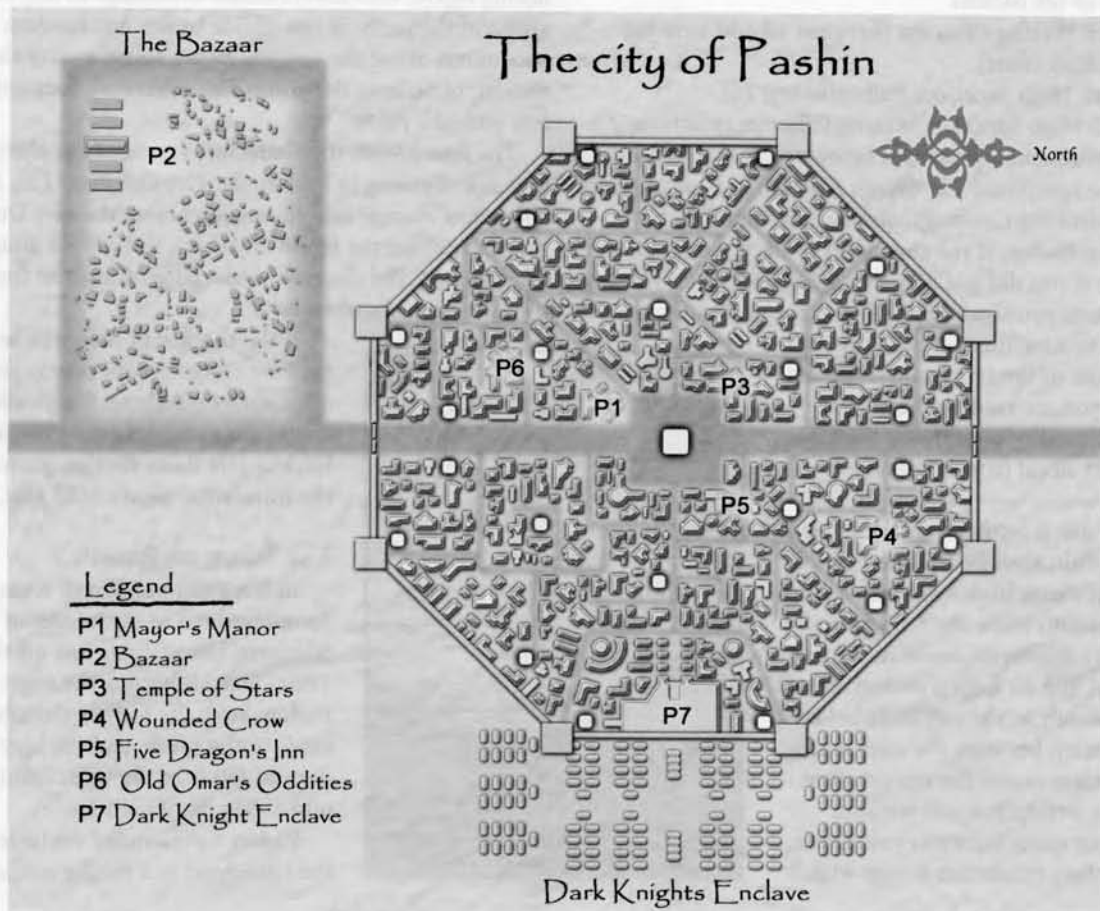 The Bazaar
The city of Pashin
North
P2
P6
P3
P1
P5
P4
P7
Legend
P1 Mayor's Manor
P2 Bazaar
P3 Temple of Stars
P4 Wounded Crow
P5 Five Dragon's Inn
P6 Old Omar's Oddities
P7 Dark Knight Enclave
Dark Knights Enclave